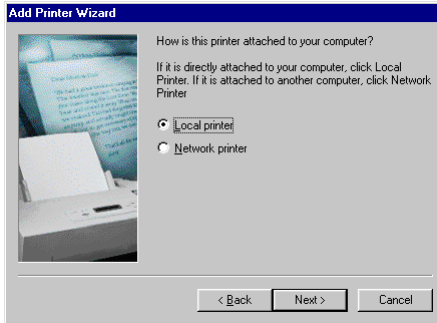 Add Printer Wizard
How is this printer attached to your computer?
If it is directly attached to your computer, click Local
Printer. If it is attached to another computer, click Network
Printer
Local printer
Network printer
< Back
Next >
Cancel